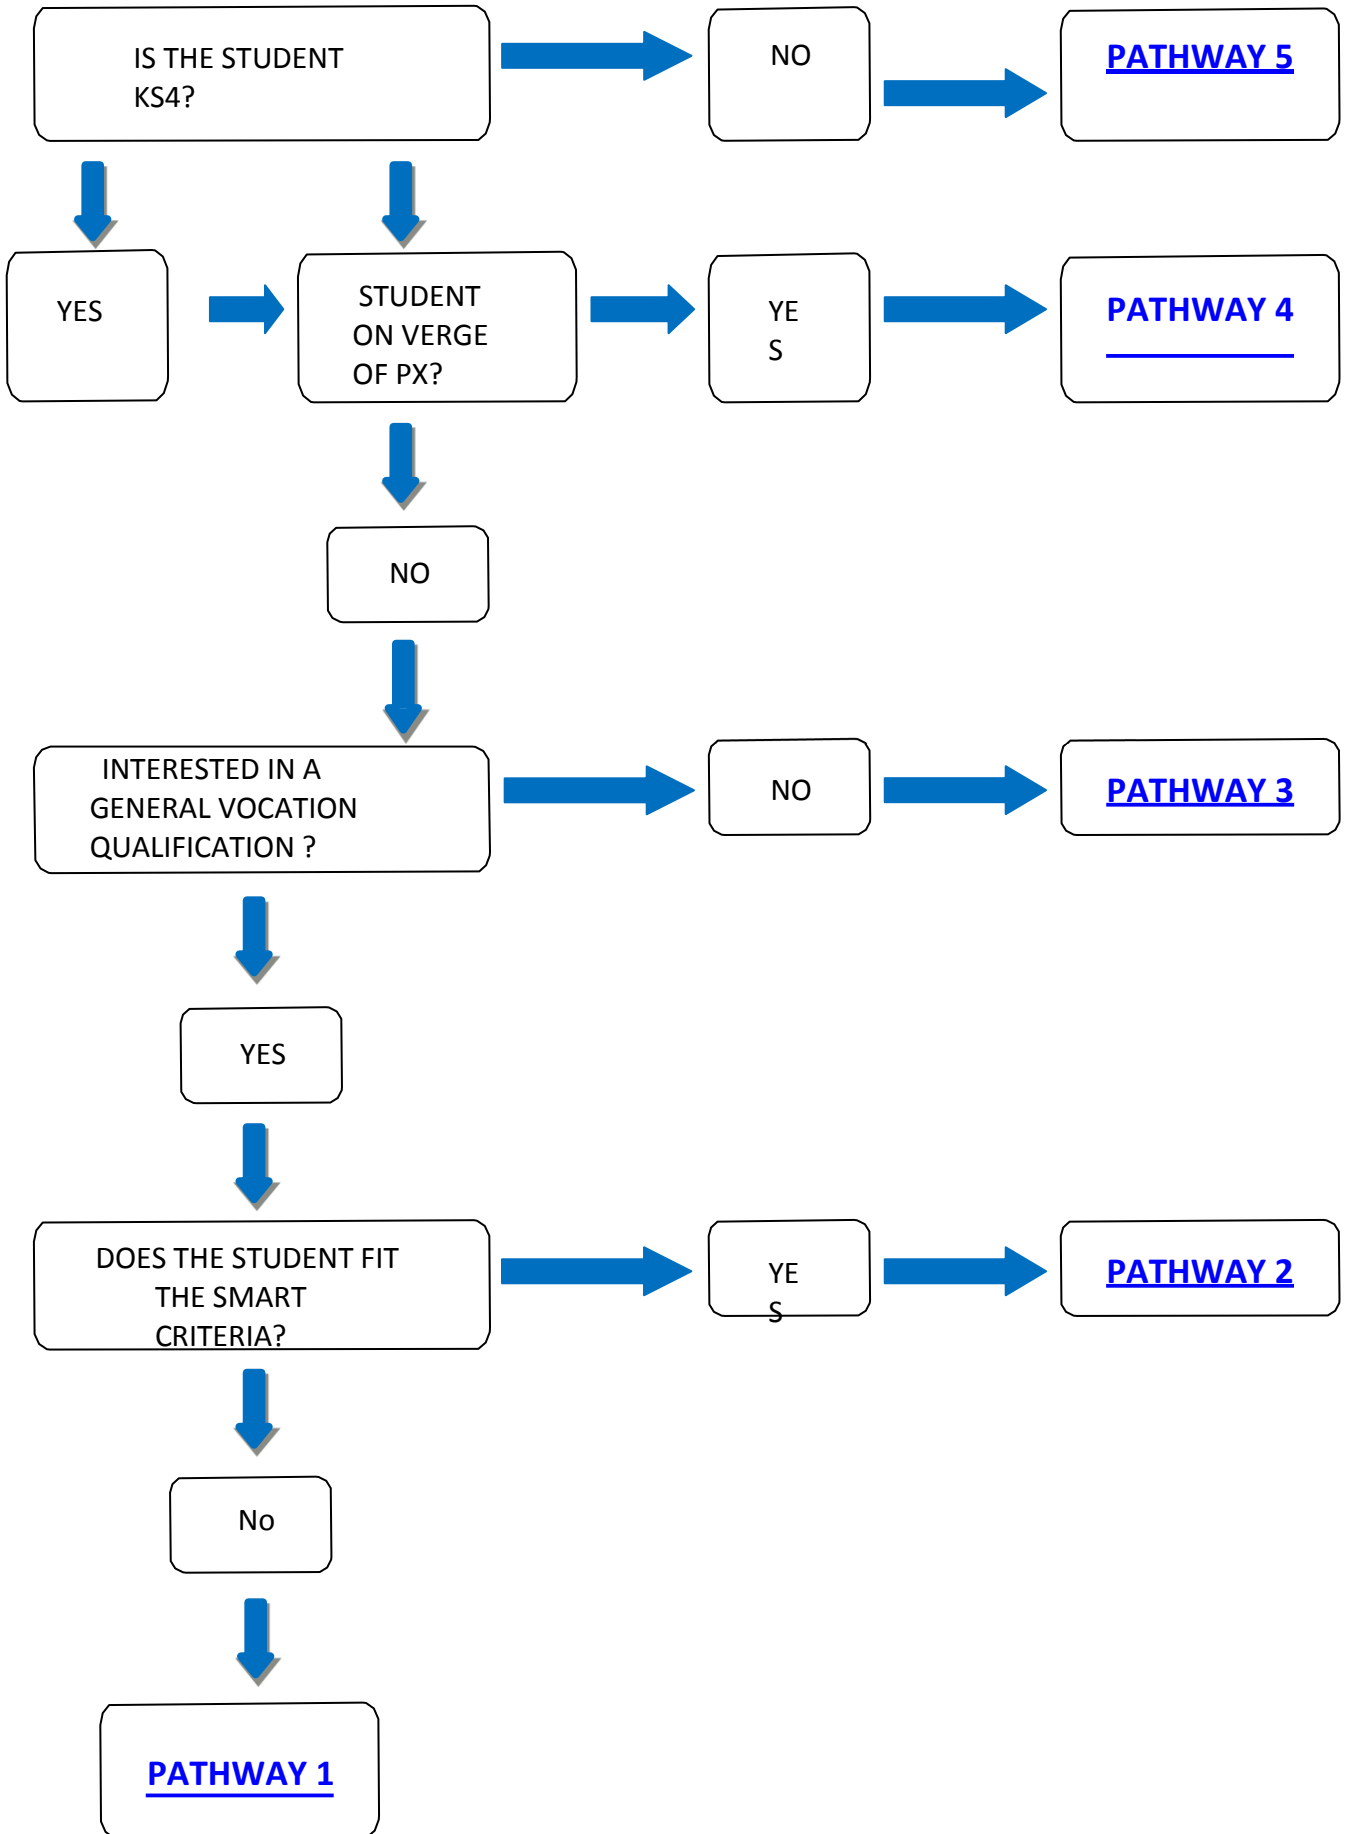 IS THE STUDENT
KS4?
NO
PATHWAY 5
YES
STUDENT
ON VERGE
OF PX?
YE
S
PATHWAY 4
NO
INTERESTED IN A
GENERAL VOCATION
QUALIFICATION ?
NO
PATHWAY 3
YES
DOES THE STUDENT FIT
THE SMART
CRITERIA?
YE
S
PATHWAY 2
No
PATHWAY 1